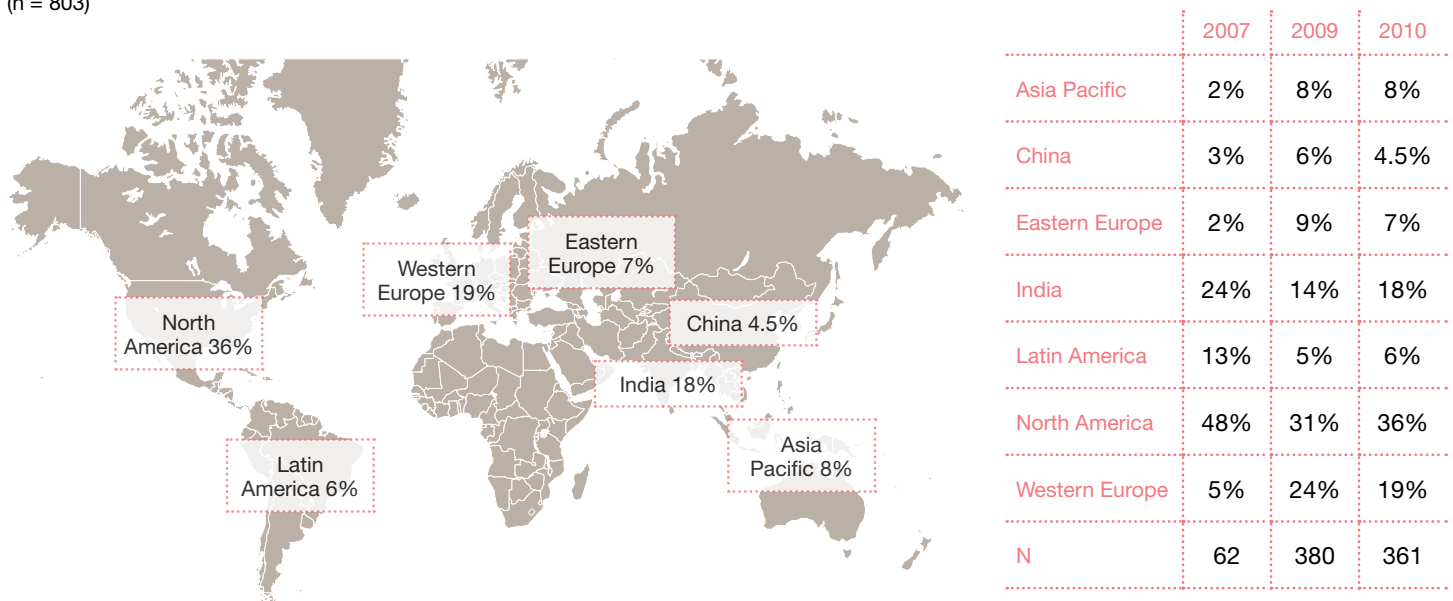 (n = 803)
Western
Europe 19%
Eastern
Europe 7%
North
America 36%
China 4.5%
India 18%
Asia
Pacific 8%
Latin
America 6%
2007 2009 2010
Asia Pacific 2% 8% 8%
China 3% 6% 4.5%
Eastern Europe 2% 9% 7%
India 24% 14% 18%
Latin America 13% 5% 6%
North America 48% 31% 36%
Western Europe 5% 24% 19%
N 62 380 361